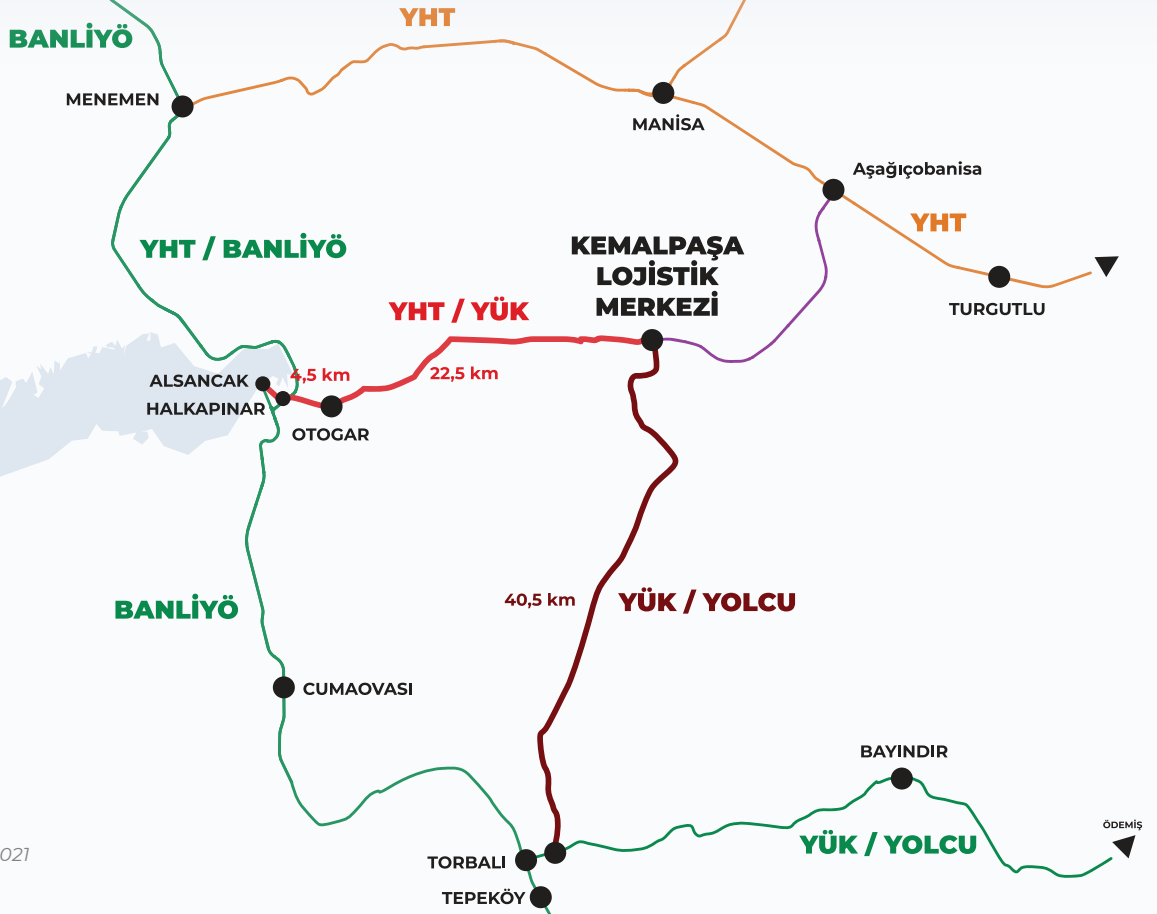 YHT
BANLİYÖ
MENEMEN
MANİSA
Aşağıçobanisa
YHT
YHT / BANLİYÖ
KEMALPAŞA
LOJİSTİK
MERKEZİ
YHT / YÜK
TURGUTLU
4,5 km
22,5 km
ALSANCAK
HALKAPINAR
OTOGAR
40,5 km
YÜK / YOLCU
BANLİYÖ
CUMAOVASI
BAYINDIR
ÖDEMİŞ
YÜK / YOLCU
021
TORBALI
TEPEKÖY